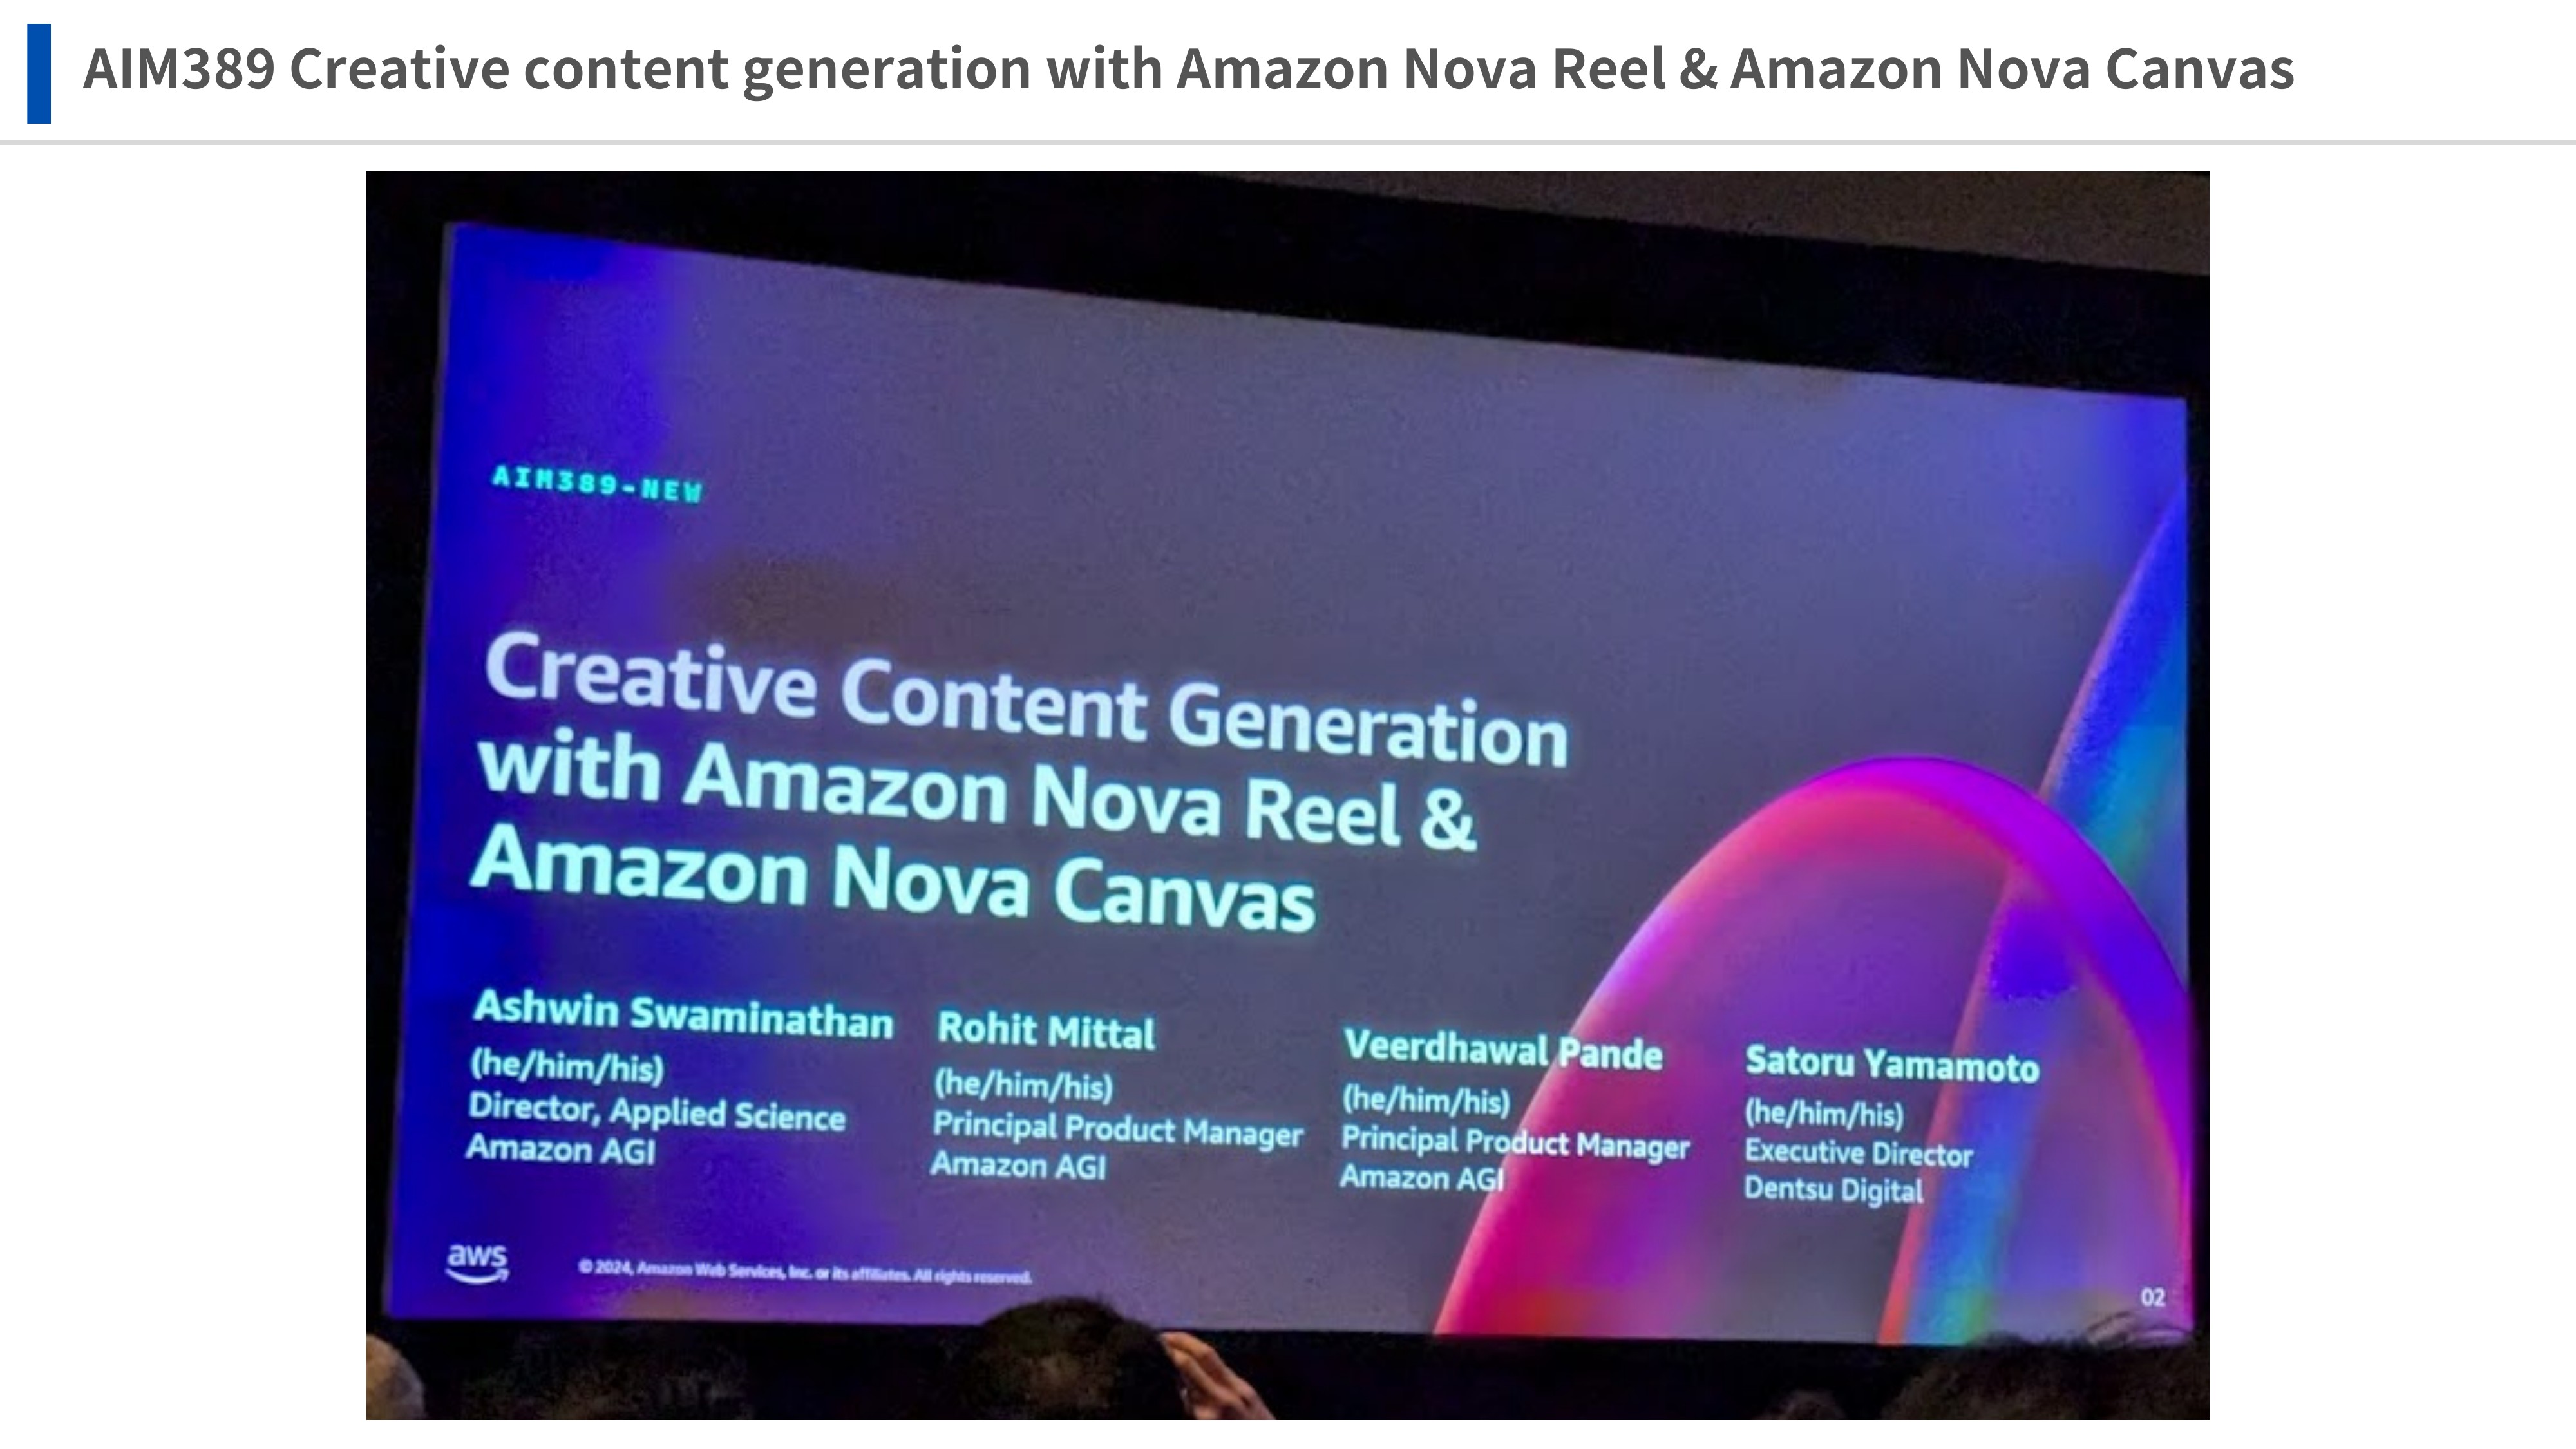 AIM389 Creative content generation with Amazon Nova Reel & Amazon Nova Canvas
AIM389-NEW
Creative Content Generation
with Amazon Nova Reel &
Amazon Nova Canvas
Ashwin Swaminathan
(he/him/his)
Director, Applied Science
Amazon AGI
Rohit Mittal
(he/him/his)
Principal Product Manager
Amazon AGI
Veerdhawal Pande
(he/him/his)
Principal Product Manager
Amazon AGI
Satoru Yamamoto
(he/him/his)
Executive Director
Dentsu Digital
aws
© 2024, Amazon Web Services, Inc. or its affiliates. All rights reserved.
02